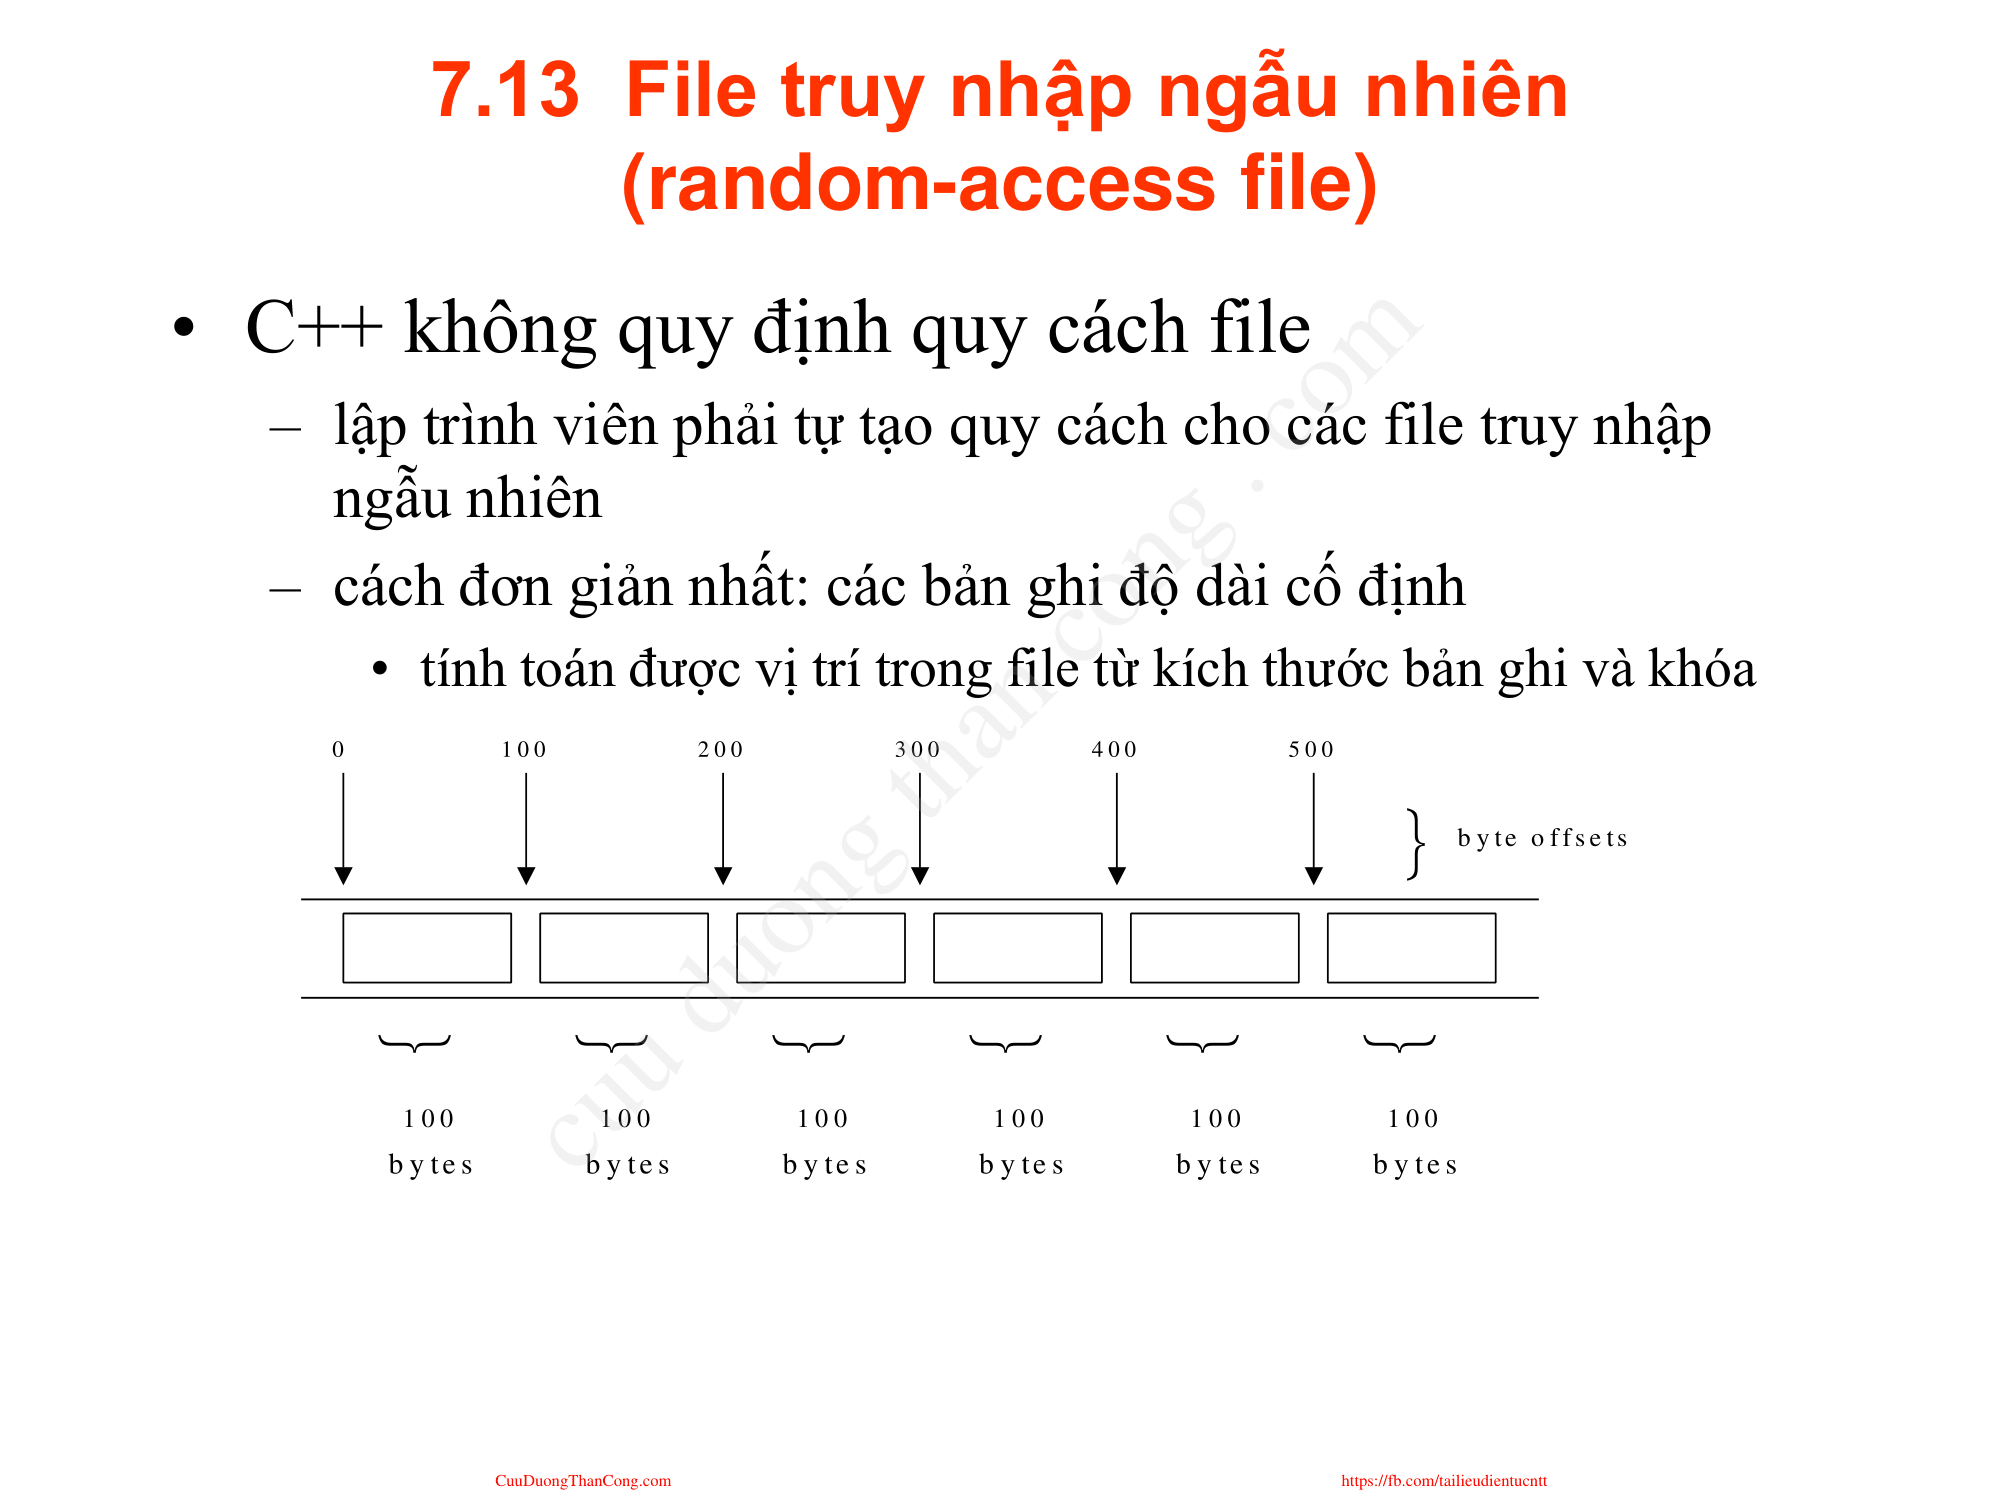 7.13 File truy nhập ngẫu nhiên
(random-access file)
• C++ không quy định quy cách file
– lập trình viên phải tự tạo quy cách cho các file truy nhập
ngẫu nhiên
– cách đơn giản nhất: các bản ghi độ dài cố định
• tính toán được vị trí trong file từ kích thước bản ghi và khóa
0 100 200 300 400 500
byte offsets
100 100 100 100 100 100
bytes bytes bytes bytes bytes bytes
cuu duong than cong . com
CuuDuongThanCong.com https://fb.com/tailieudientucntt